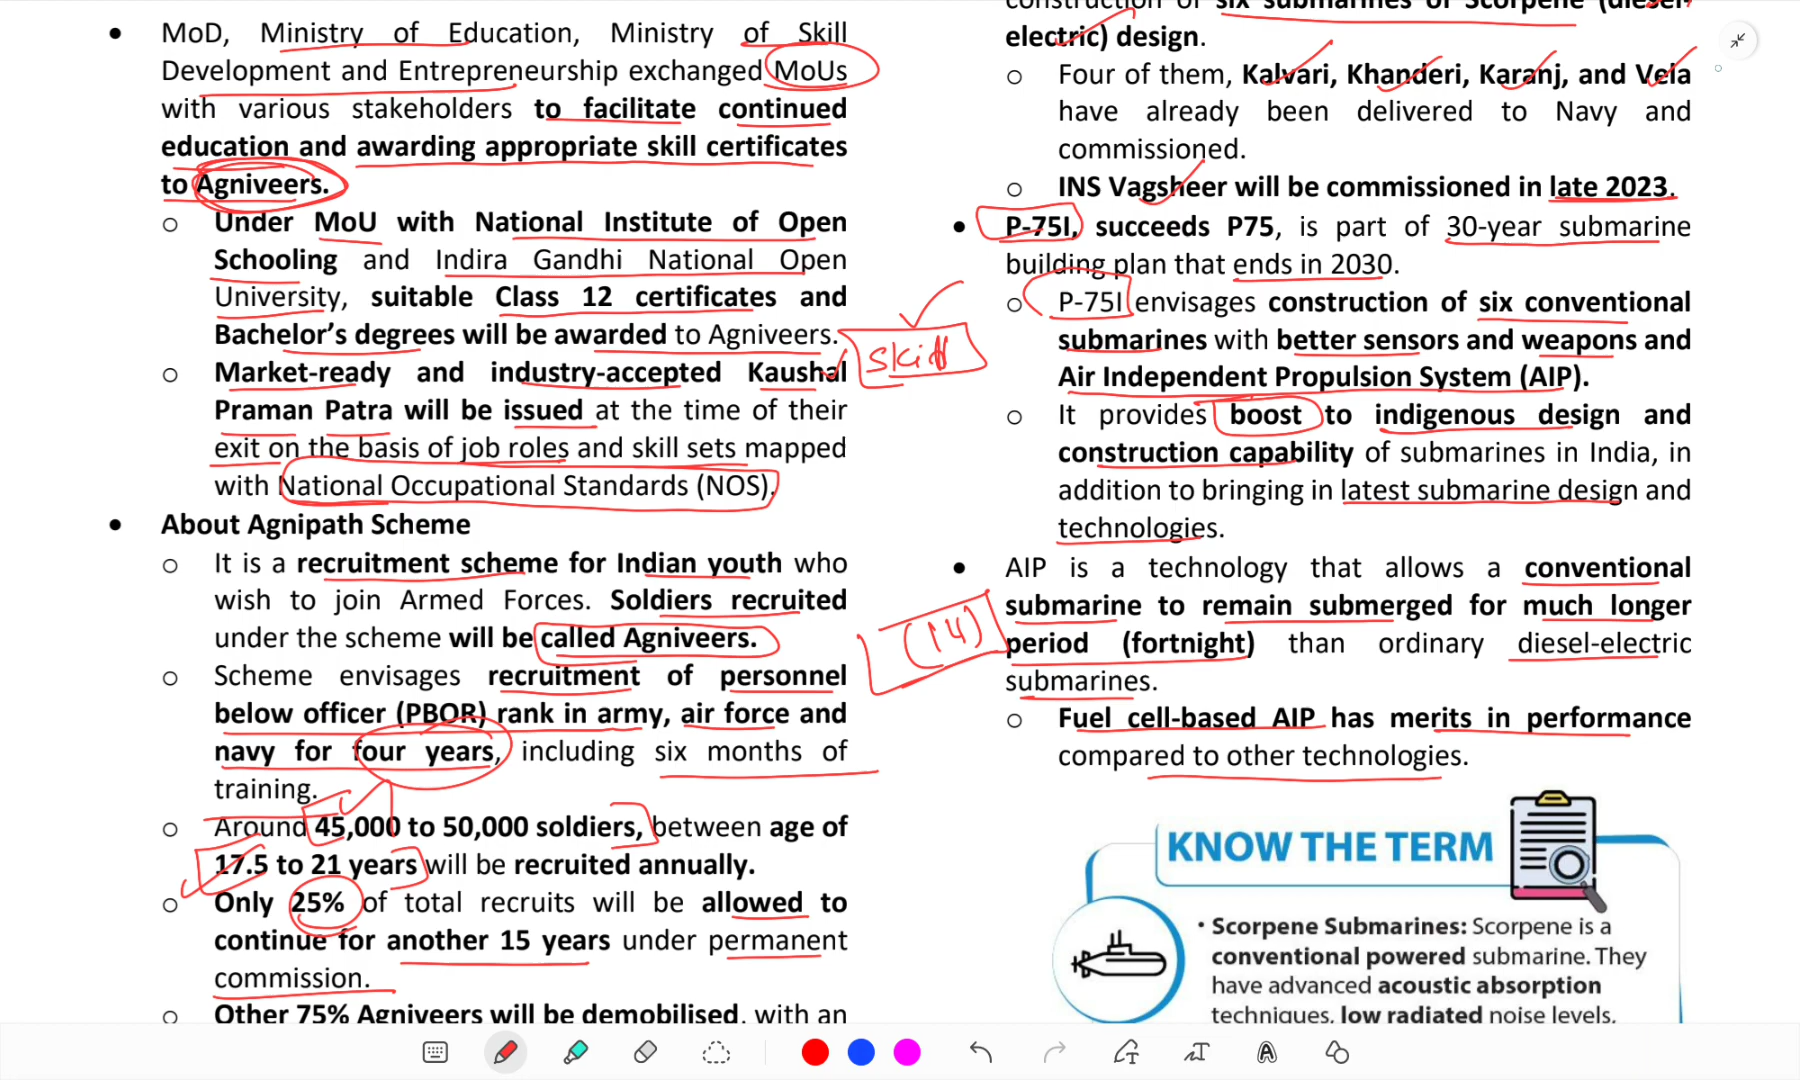 • MoD, Ministry of Education, Ministry of Skill
Development and Entrepreneurship exchanged MoUs
with various stakeholders to facilitate continued
education and awarding appropriate skill certificates
to Agniveers.
o Under MoU with National Institute of Open
Schooling and Indira Gandhi National Open
University, suitable Class 12 certificates and
Bachelor's degrees will be awarded to Agniveers.
o Market-ready and industry-accepted Kaushal
Praman Patra will be issued at the time of their
exit on the basis of job roles and skill sets mapped
with National Occupational Standards (NOS).
• About Agnipath Scheme
o It is a recruitment scheme for Indian youth who
wish to join Armed Forces. Soldiers recruited
under the scheme will be called Agniveers.
o Scheme envisages recruitment of personnel
below officer (PBOR) rank in army, air force and
navy for four years, including six months of
training.
o Around 45,000 to 50,000 soldiers, between age of
17.5 to 21 years will be recruited annually.
o Only 25% of total recruits will be allowed to
continue for another 15 years under permanent
commission.
o Other 75% Agniveers will be demobilised, with an
Skill
(14)
construction of six submarines of Scorpene (diesel-
electric) design.
o Four of them, Kalvari, Khanderi, Karanj, and Vela
have already been delivered to Navy and
commissioned.
o INS Vagsheer will be commissioned in late 2023.
• P-75I, succeeds P75, is part of 30-year submarine
building plan that ends in 2030.
o P-75I envisages construction of six conventional
submarines with better sensors and weapons and
Air Independent Propulsion System (AIP).
o It provides boost to indigenous design and
construction capability of submarines in India, in
addition to bringing in latest submarine design and
technologies.
• AIP is a technology that allows a conventional
submarine to remain submerged for much longer
period (fortnight) than ordinary diesel-electric
submarines.
o Fuel cell-based AIP has merits in performance
compared to other technologies.
KNOW THE TERM
• Scorpene Submarines: Scorpene is a
conventional powered submarine. They
have advanced acoustic absorption
techniques, low radiated noise levels,